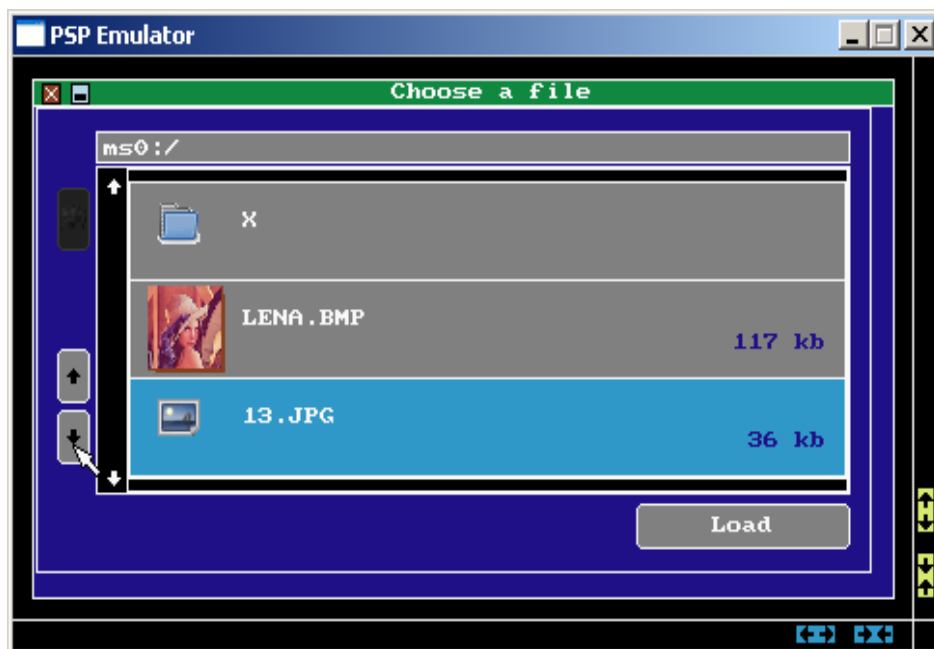 PSP Emulator
Choose a file
ms0:/
X
LENA.BMP
117 kb
13.JPG
36 kb
Load